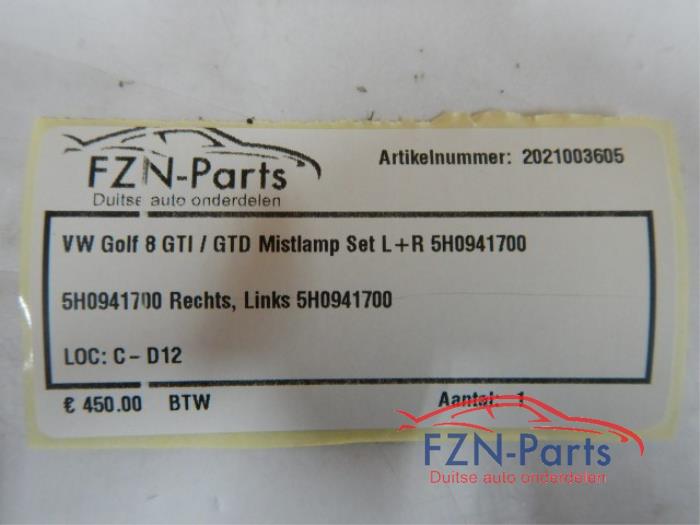 FZN-Parts
Duitse auto onderdelen
Artikelnummer: 2021003605
VW Golf 8 GTI / GTD Mistlamp Set L+R 5H0941700
5H0941700 Rechts, Links 5H0941700
LOC: C - D12
€ 450.00 BTW Aantal: 1
FZN-Parts
Duitse auto onderdelen